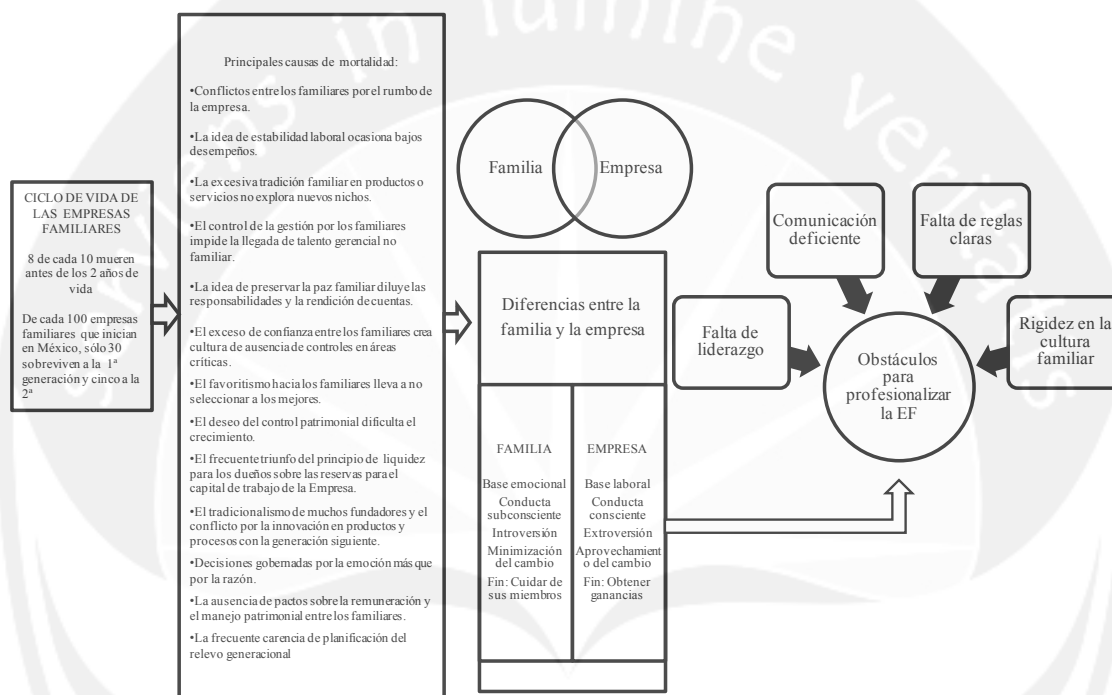 serviens in lumine veritatis
CICLO DE VIDA DE
LAS EMPRESAS
FAMILIARES
8 de cada 10 mueren
antes de los 2 años de
vida
De cada 100 empresas
familiares que inician
en México, sólo 30
sobreviven a la 1ª
generación y cinco a la
2ª
Principales causas de mortalidad:
•Conflictos entre los familiares por el rumbo de
la empresa.
•La idea de estabilidad laboral ocasiona bajos
desempeños.
•La excesiva tradición familiar en productos o
servicios no explora nuevos nichos.
•El control de la gestión por los familiares
impide la llegada de talento gerencial no
familiar.
•La idea de preservar la paz familiar diluye las
responsabilidades y la rendición de cuentas.
•El exceso de confianza entre los familiares crea
cultura de ausencia de controles en áreas
críticas.
•El favoritismo hacia los familiares lleva a no
seleccionar a los mejores.
•El deseo del control patrimonial dificulta el
crecimiento.
•El frecuente triunfo del principio de liquidez
para los dueños sobre las reservas para el
capital de trabajo de la Empresa.
•El tradicionalismo de muchos fundadores y el
conflicto por la innovación en productos y
procesos con la generación siguiente.
•Decisiones gobernadas por la emoción más que
por la razón.
•La ausencia de pactos sobre la remuneración y
el manejo patrimonial entre los familiares.
•La frecuente carencia de planificación del
relevo generacional
Familia
Empresa
Diferencias entre la
familia y la empresa
FAMILIA
Base emocional
Conducta
subconsciente
Introversión
Minimización
del cambio
Fin: Cuidar de
sus miembros
EMPRESA
Base laboral
Conducta
consciente
Extroversión
Aprovechamient
o del cambio
Fin: Obtener
ganancias
Falta de
liderazgo
Comunicación
deficiente
Falta de reglas
claras
Rigidez en la
cultura
familiar
Obstáculos
para
profesionalizar
la EF